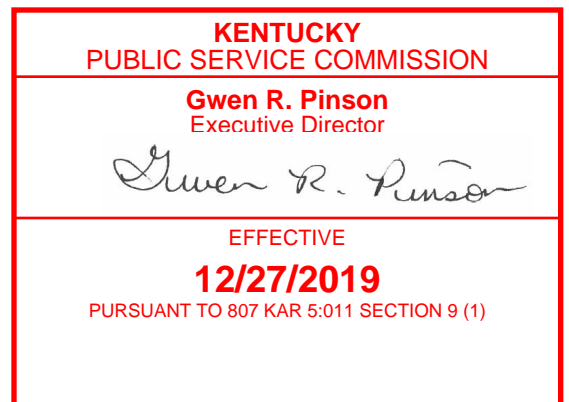 KENTUCKY
PUBLIC SERVICE COMMISSION
Gwen R. Pinson
Executive Director
Gwen R. Pinson
EFFECTIVE
12/27/2019
PURSUANT TO 807 KAR 5:011 SECTION 9 (1)